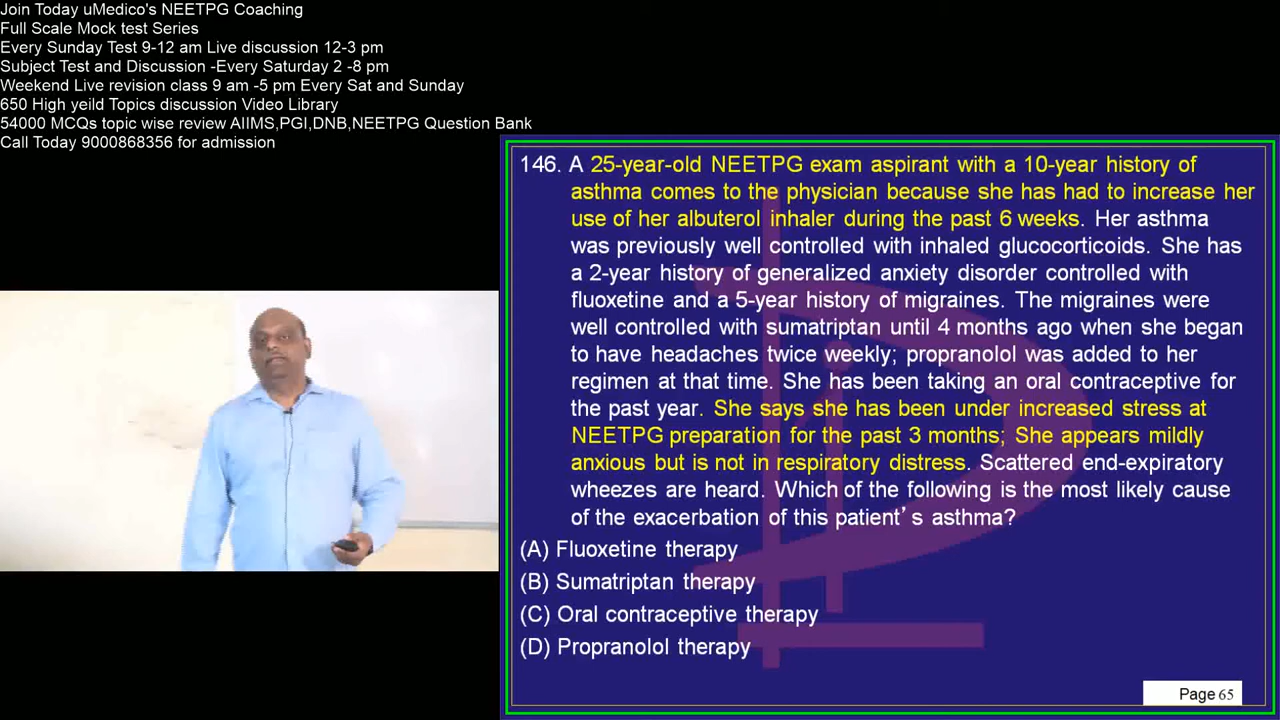 Join Today uMedico's NEETPG Coaching
Full Scale Mock test Series
Every Sunday Test 9-12 am Live discussion 12-3 pm
Subject Test and Discussion -Every Saturday 2 -8 pm
Weekend Live revision class 9 am -5 pm Every Sat and Sunday
650 High yeild Topics discussion Video Library
54000 MCQs topic wise review AIIMS,PGI,DNB,NEETPG Question Bank
Call Today 9000868356 for admission
146. A 25-year-old NEETPG exam aspirant with a 10-year history of
asthma comes to the physician because she has had to increase her
use of her albuterol inhaler during the past 6 weeks. Her asthma
was previously well controlled with inhaled glucocorticoids. She has
a 2-year history of generalized anxiety disorder controlled with
fluoxetine and a 5-year history of migraines. The migraines were
well controlled with sumatriptan until 4 months ago when she began
to have headaches twice weekly; propranolol was added to her
regimen at that time. She has been taking an oral contraceptive for
the past year. She says she has been under increased stress at
NEETPG preparation for the past 3 months; She appears mildly
anxious but is not in respiratory distress. Scattered end-expiratory
wheezes are heard. Which of the following is the most likely cause
of the exacerbation of this patient’s asthma?
(A) Fluoxetine therapy
(B) Sumatriptan therapy
(C) Oral contraceptive therapy
(D) Propranolol therapy
Page 65